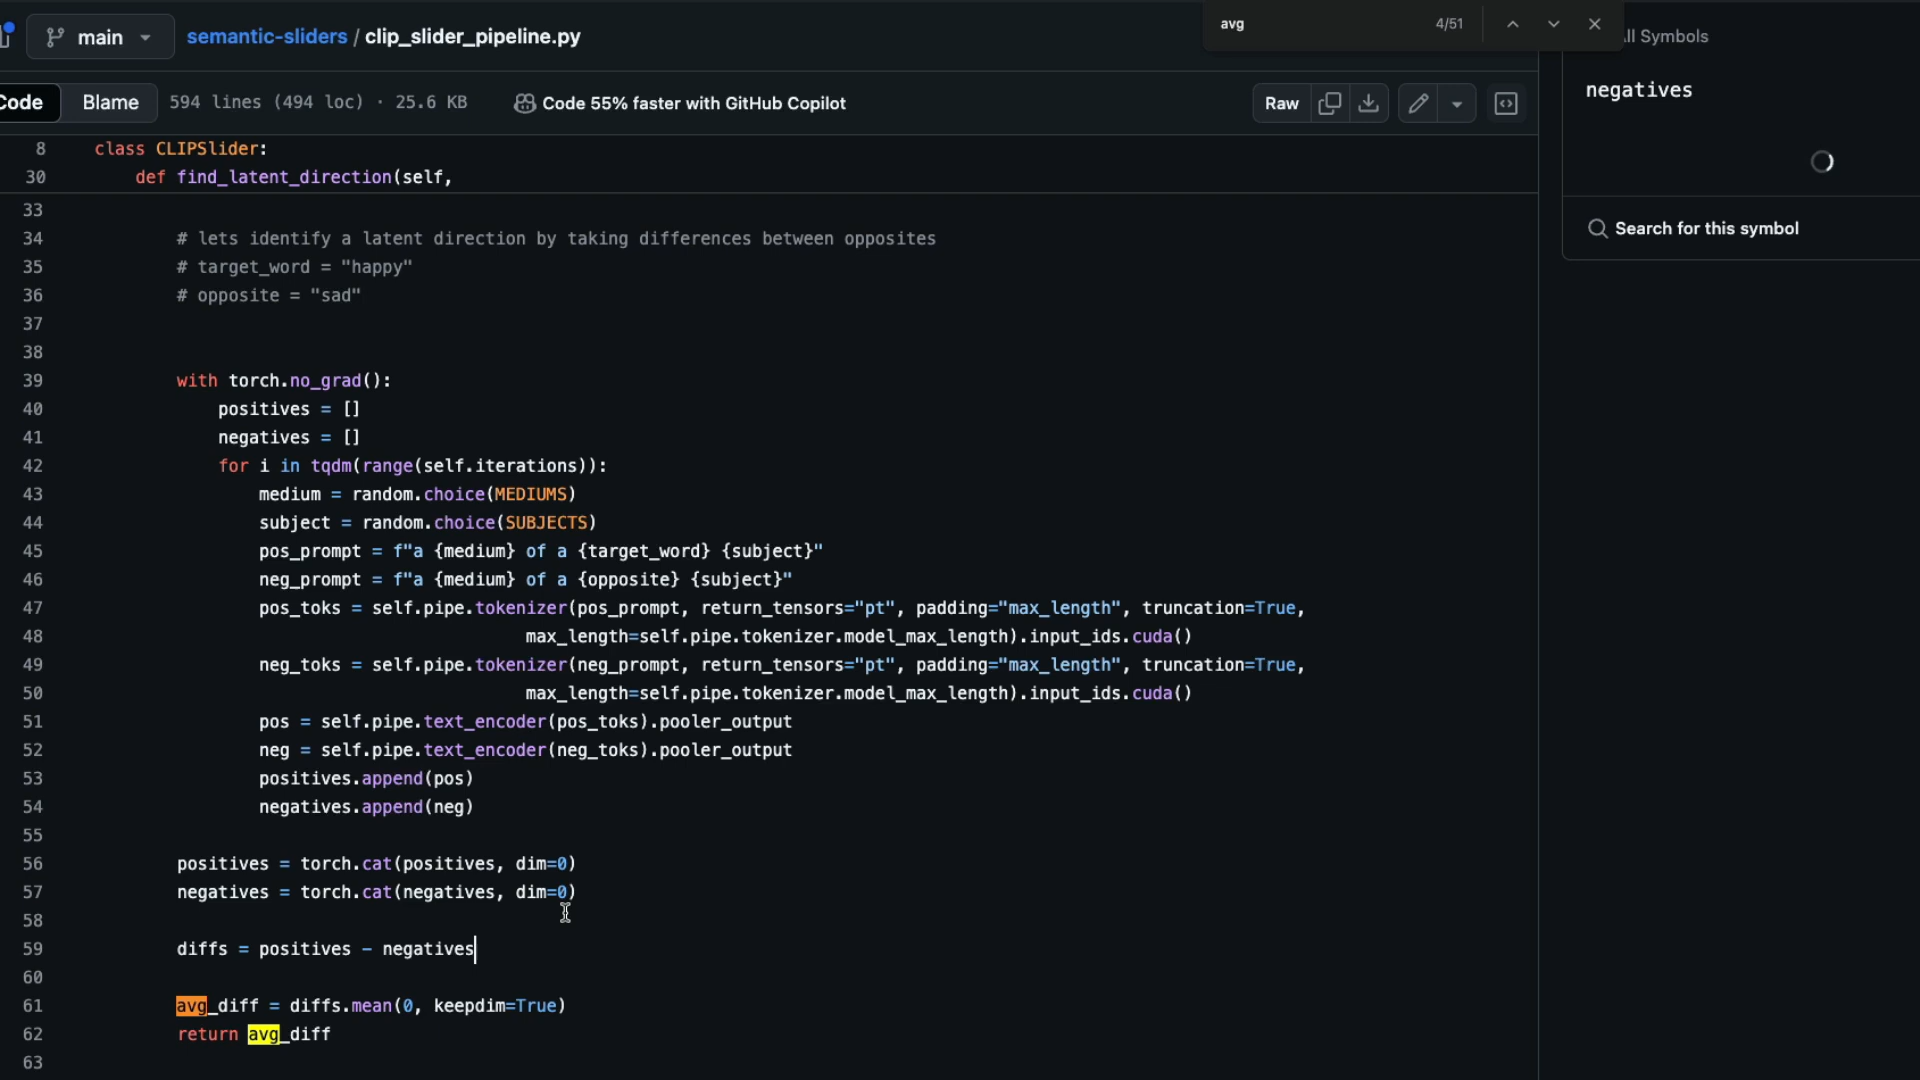 main
semantic-sliders / clip_slider_pipeline.py
avg
4/51
All Symbols
Code
Blame
594 lines (494 loc) · 25.6 KB
Code 55% faster with GitHub Copilot
Raw
negatives
Search for this symbol
8 class CLIPSlider:
30 def find_latent_direction(self,
33
34 # lets identify a latent direction by taking differences between opposites
35 # target_word = "happy"
36 # opposite = "sad"
37
38
39 with torch.no_grad():
40 positives = []
41 negatives = []
42 for i in tqdm(range(self.iterations)):
43 medium = random.choice(MEDIUMS)
44 subject = random.choice(SUBJECTS)
45 pos_prompt = f"a {medium} of a {target_word} {subject}"
46 neg_prompt = f"a {medium} of a {opposite} {subject}"
47 pos_toks = self.pipe.tokenizer(pos_prompt, return_tensors="pt", padding="max_length", truncation=True,
48 max_length=self.pipe.tokenizer.model_max_length).input_ids.cuda()
49 neg_toks = self.pipe.tokenizer(neg_prompt, return_tensors="pt", padding="max_length", truncation=True,
50 max_length=self.pipe.tokenizer.model_max_length).input_ids.cuda()
51 pos = self.pipe.text_encoder(pos_toks).pooler_output
52 neg = self.pipe.text_encoder(neg_toks).pooler_output
53 positives.append(pos)
54 negatives.append(neg)
55
56 positives = torch.cat(positives, dim=0)
57 negatives = torch.cat(negatives, dim=0)
58
59 diffs = positives - negatives
60
61 avg_diff = diffs.mean(0, keepdim=True)
62 return avg_diff
63